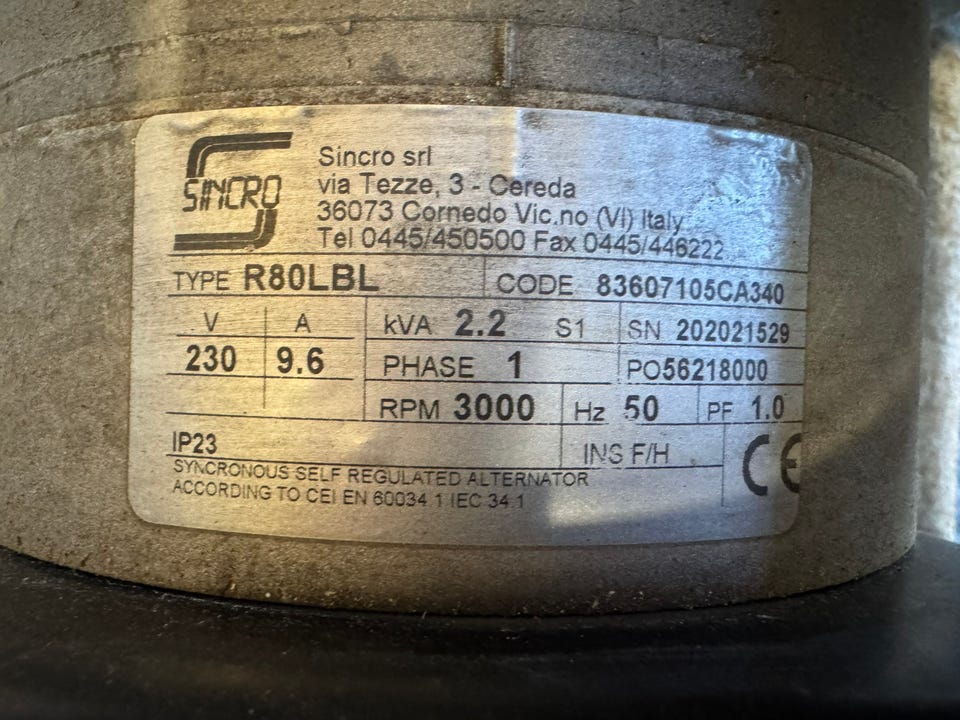 SINCRO
Sincro srl
via Tezze, 3 - Cereda
36073 Cornedo Vic.no (VI) Italy
Tel 0445/450500 Fax 0445/446222
TYPE R80LBL CODE 83607105CA340
V A kVA 2.2 S1 SN 202021529
230 9.6 PHASE 1 PO56218000
RPM 3000 Hz 50 PF 1.0
IP23 INS F/H CE
SYNCRONOUS SELF REGULATED ALTERNATOR
ACCORDING TO CEI EN 60034 1 IEC 34 1